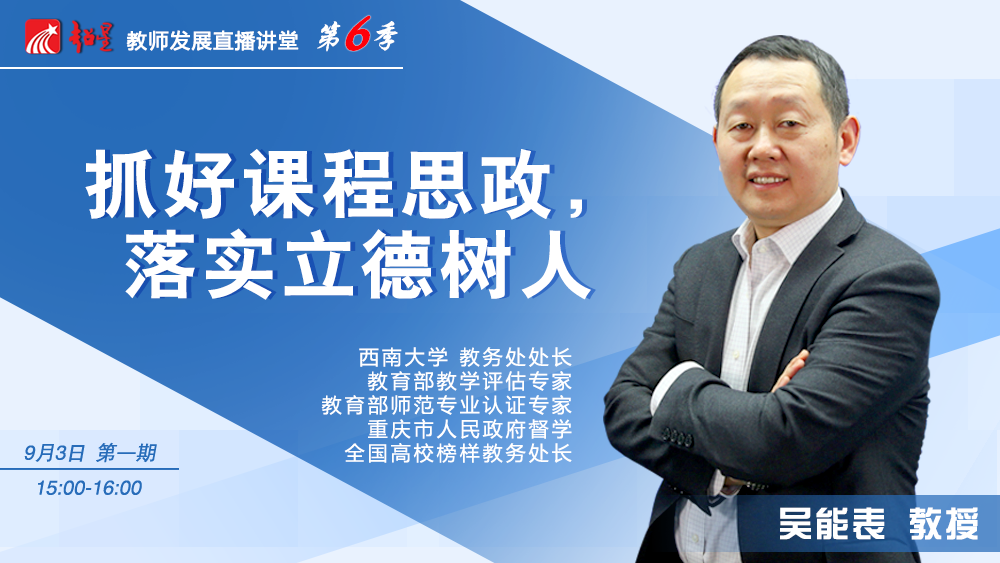 超星 教师发展直播讲堂 第6季
抓好课程思政，
落实立德树人
西南大学 教务处处长
教育部教学评估专家
教育部师范专业认证专家
重庆市人民政府督学
全国高校榜样教务处长
9月3日 第一期
15:00-16:00
吴能表 教授